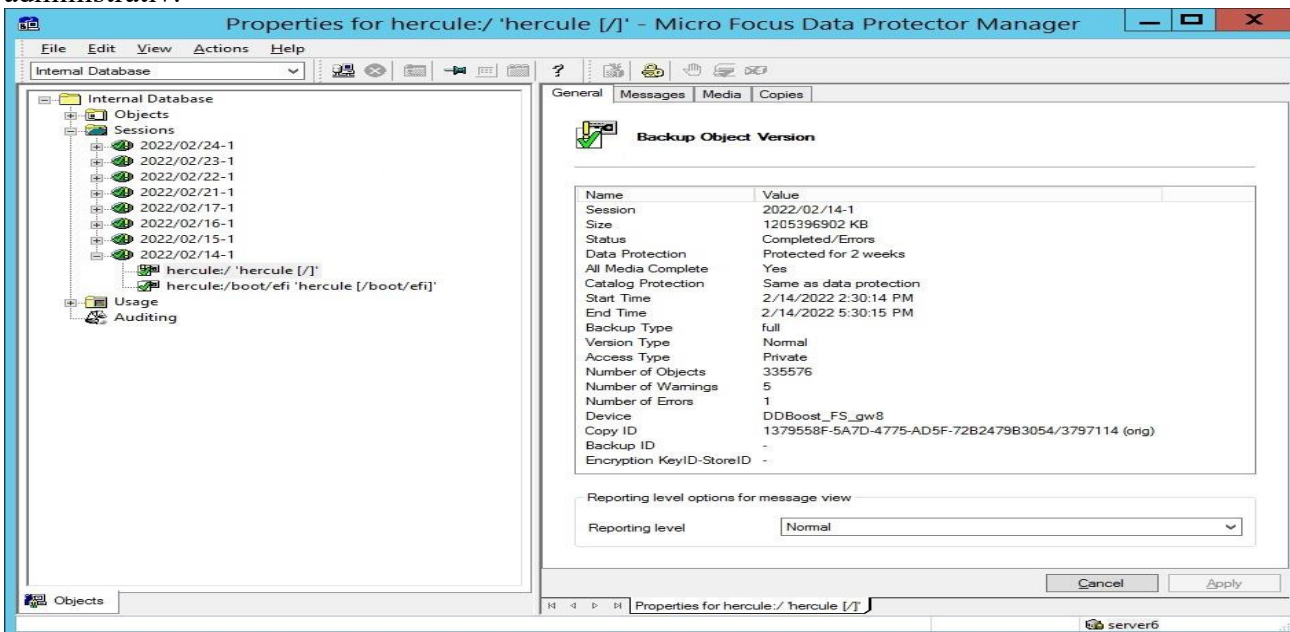 administrativ.
Properties for hercule:/ 'hercule [/]' - Micro Focus Data Protector Manager
File Edit View Actions Help
Internal Database
Internal Database
Objects
Sessions
2022/02/24-1
2022/02/23-1
2022/02/22-1
2022/02/21-1
2022/02/17-1
2022/02/16-1
2022/02/15-1
2022/02/14-1
hercule:/ 'hercule [/]'
hercule:/boot/efi 'hercule [/boot/efi]'
Usage
Auditing
Objects
General Messages Media Copies
Backup Object Version
Name Value
Session 2022/02/14-1
Size 1205396902 KB
Status Completed/Errors
Data Protection Protected for 2 weeks
All Media Complete Yes
Catalog Protection Same as data protection
Start Time 2/14/2022 2:30:14 PM
End Time 2/14/2022 5:30:15 PM
Backup Type full
Version Type Normal
Access Type Private
Number of Objects 335576
Number of Warnings 5
Number of Errors 1
Device DDBoost_FS_gw8
Copy ID 1379558F-5A7D-4775-AD5F-72B2479B3054/3797114 (orig)
Backup ID -
Encryption KeyID-StoreID -
Reporting level options for message view
Reporting level Normal
Cancel Apply
Properties for hercule:/ 'hercule [/]'
server6